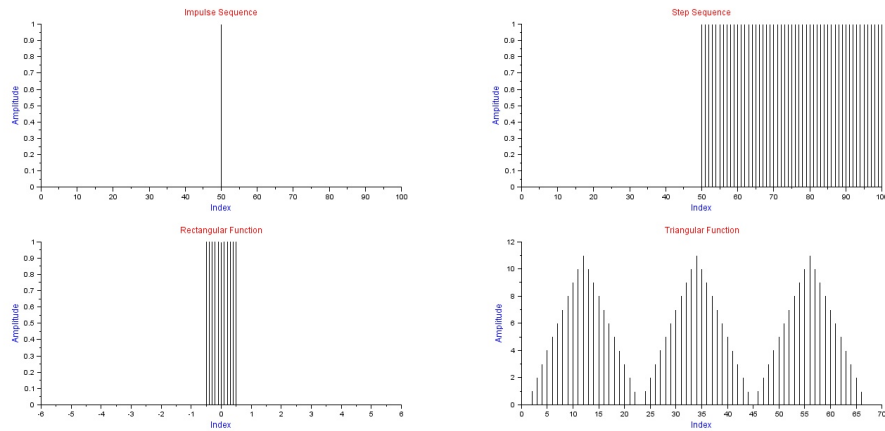 Impulse Sequence
1
0.9
0.8
0.7
0.6
0.5
0.4
0.3
0.2
0.1
0
Amplitude
0 10 20 30 40 50 60 70 80 90 100
Index
Step Sequence
1
0.9
0.8
0.7
0.6
0.5
0.4
0.3
0.2
0.1
0
Amplitude
0 10 20 30 40 50 60 70 80 90 100
Index
Rectangular Function
1
0.9
0.8
0.7
0.6
0.5
0.4
0.3
0.2
0.1
0
Amplitude
-6 -5 -4 -3 -2 -1 0 1 2 3 4 5 6
Index
Triangular Function
12
10
8
6
4
2
0
Amplitude
0 5 10 15 20 25 30 35 40 45 50 55 60 65 70
Index